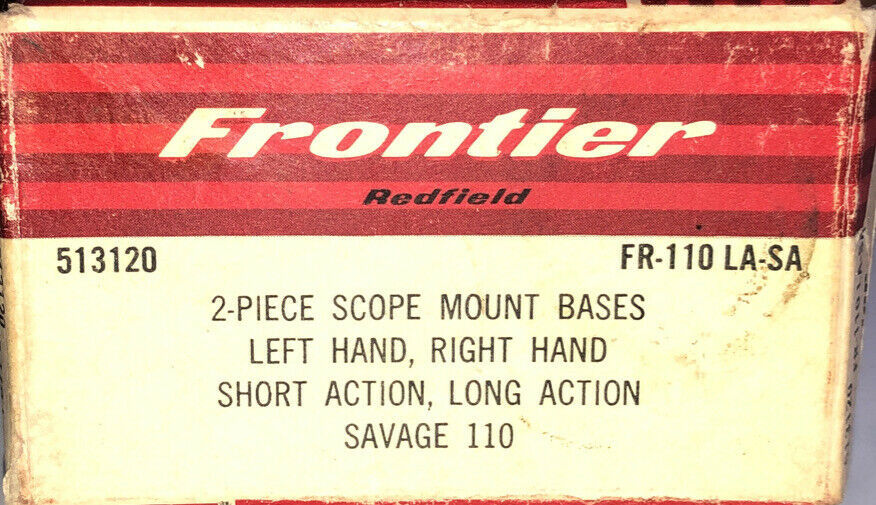 Frontier
Redfield
513120 FR-110 LA-SA
2-PIECE SCOPE MOUNT BASES
LEFT HAND, RIGHT HAND
SHORT ACTION, LONG ACTION
SAVAGE 110